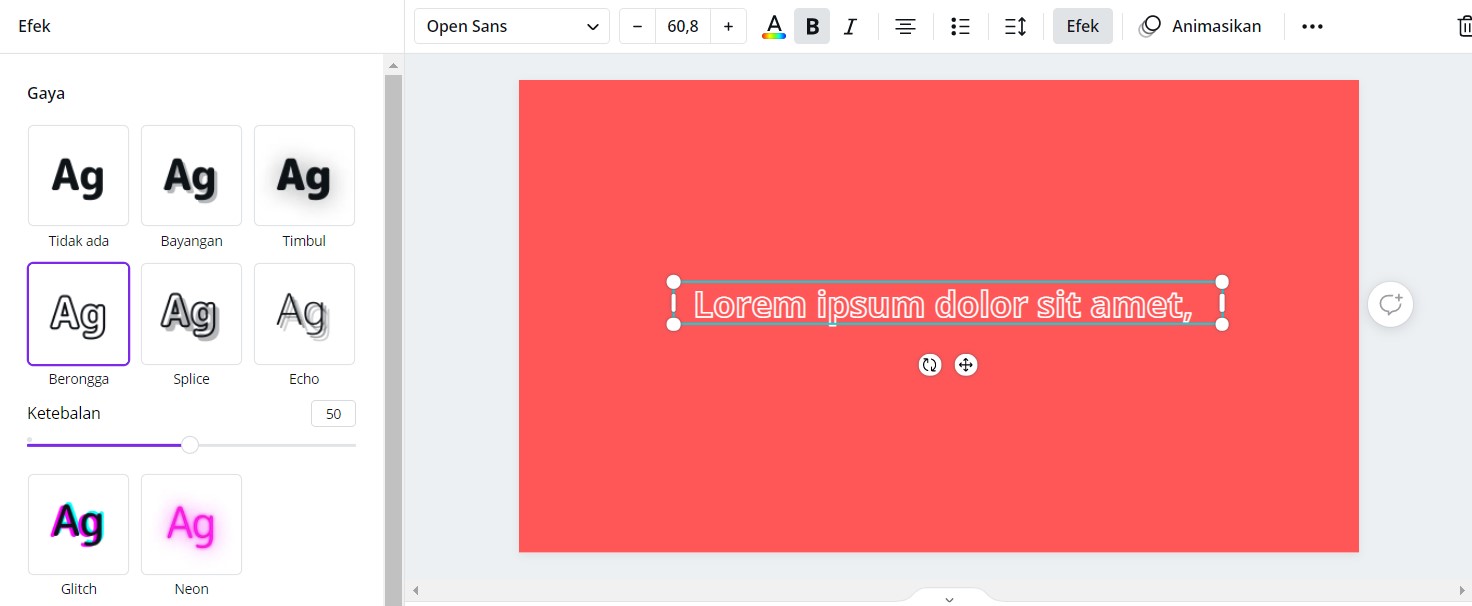 Efek
Open Sans
– 60,8 +
A B I
Efek
Animasikan
Gaya
Ag Ag Ag
Tidak ada Bayangan Timbul
Ag Ag Ag
Berongga Splice Echo
Ketebalan 50
Ag Ag
Glitch Neon
Lorem ipsum dolor sit amet,